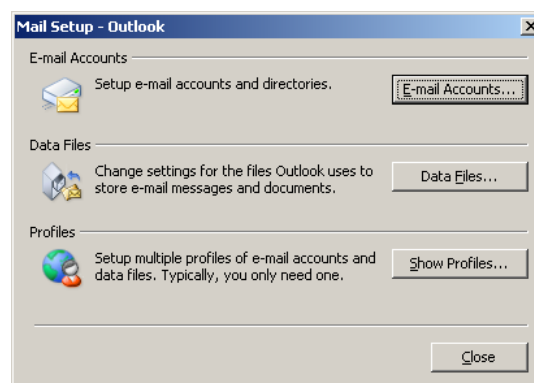 Mail Setup - Outlook
E-mail Accounts
Setup e-mail accounts and directories.
E-mail Accounts...
Data Files
Change settings for the files Outlook uses to
store e-mail messages and documents.
Data Files...
Profiles
Setup multiple profiles of e-mail accounts and
data files. Typically, you only need one.
Show Profiles...
Close